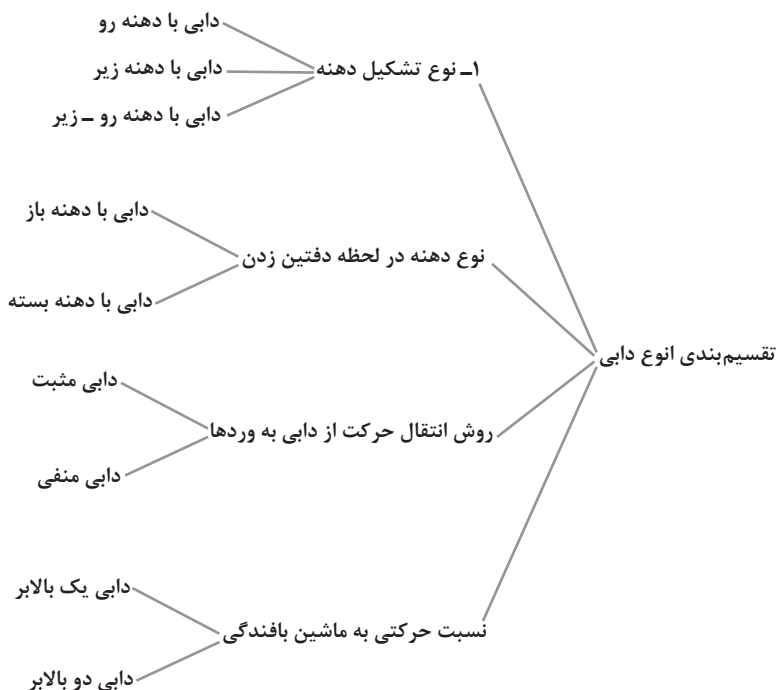 تقسیم‌بندی انوع دابی
۱ـ نوع تشکیل دهنه
دابی با دهنه رو
دابی با دهنه زیر
دابی با دهنه رو ـ زیر
نوع دهنه در لحظه دفتین زدن
دابی با دهنه باز
دابی با دهنه بسته
روش انتقال حرکت از دابی به وردها
دابی مثبت
دابی منفی
نسبت حرکتی به ماشین بافندگی
دابی یک بالابر
دابی دو بالابر